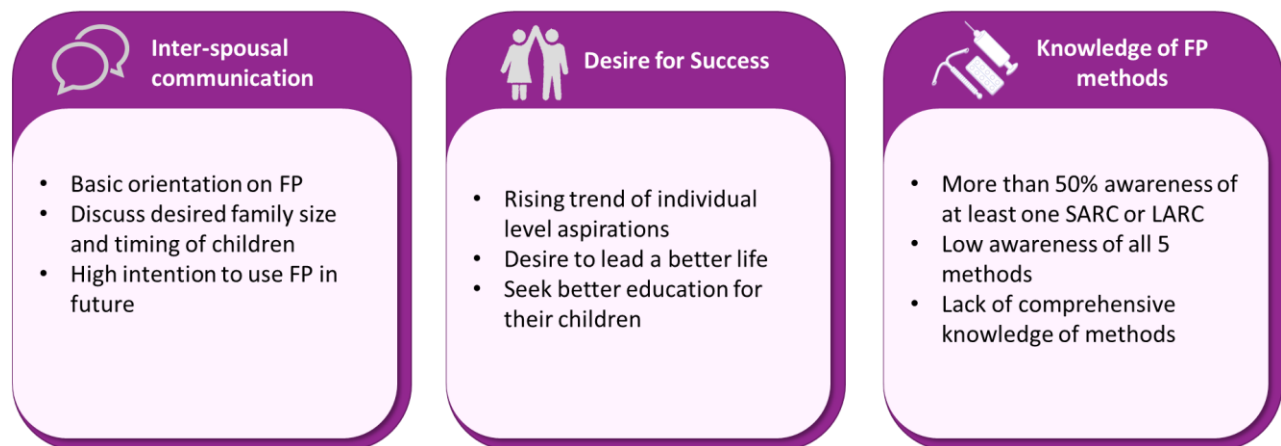 Inter-spousal
communication
• Basic orientation on FP
• Discuss desired family size
and timing of children
• High intention to use FP in
future
Desire for Success
• Rising trend of individual
level aspirations
• Desire to lead a better life
• Seek better education for
their children
Knowledge of FP
methods
• More than 50% awareness of
at least one SARC or LARC
• Low awareness of all 5
methods
• Lack of comprehensive
knowledge of methods